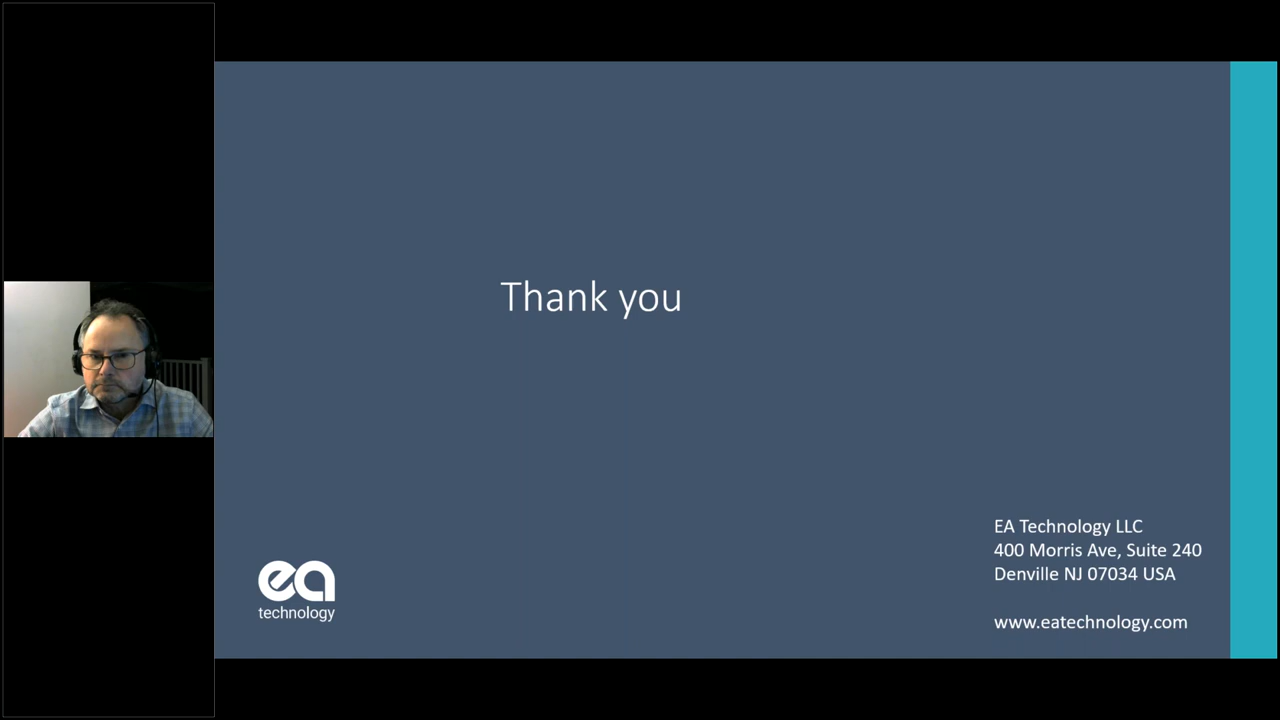 Thank you
ea
technology
EA Technology LLC
400 Morris Ave, Suite 240
Denville NJ 07034 USA
www.eatechnology.com